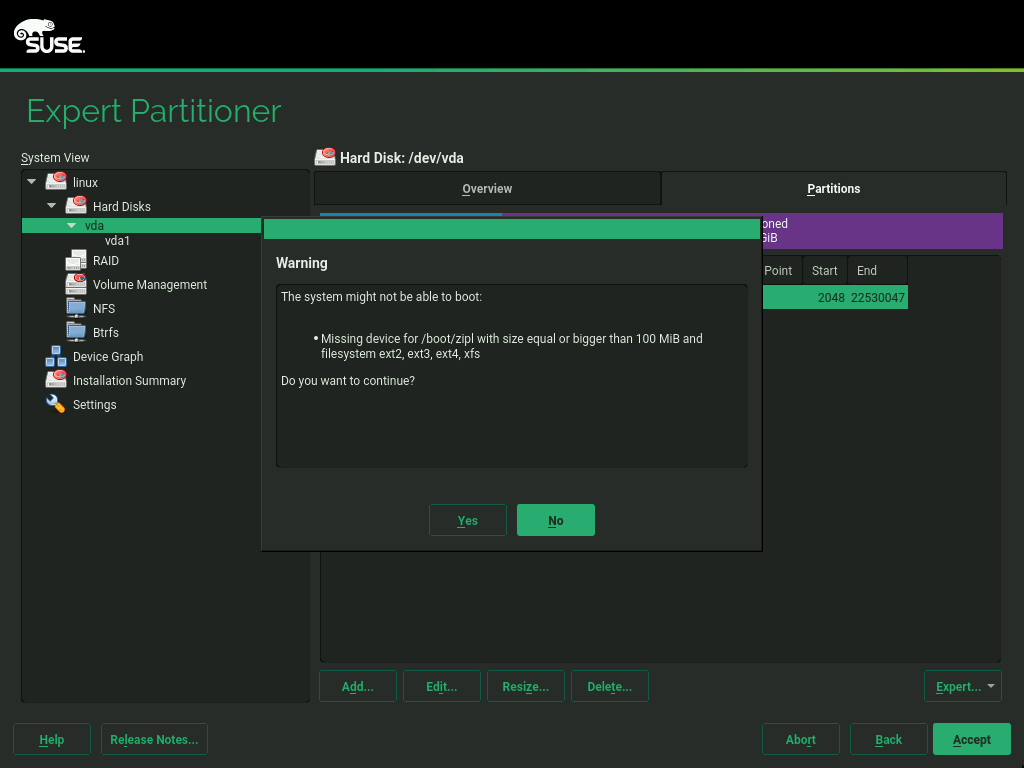 SUSE.
Expert Partitioner
System View
linux
Hard Disks
vda
vda1
RAID
Volume Management
NFS
Btrfs
Device Graph
Installation Summary
Settings
Hard Disk: /dev/vda
Overview
Partitions
GiB
Point Start End
2048 22530047
Warning
The system might not be able to boot:
• Missing device for /boot/zipl with size equal or bigger than 100 MiB and
filesystem ext2, ext3, ext4, xfs
Do you want to continue?
Yes
No
Add...
Edit...
Resize...
Delete...
Expert...
Help
Release Notes...
Abort
Back
Accept